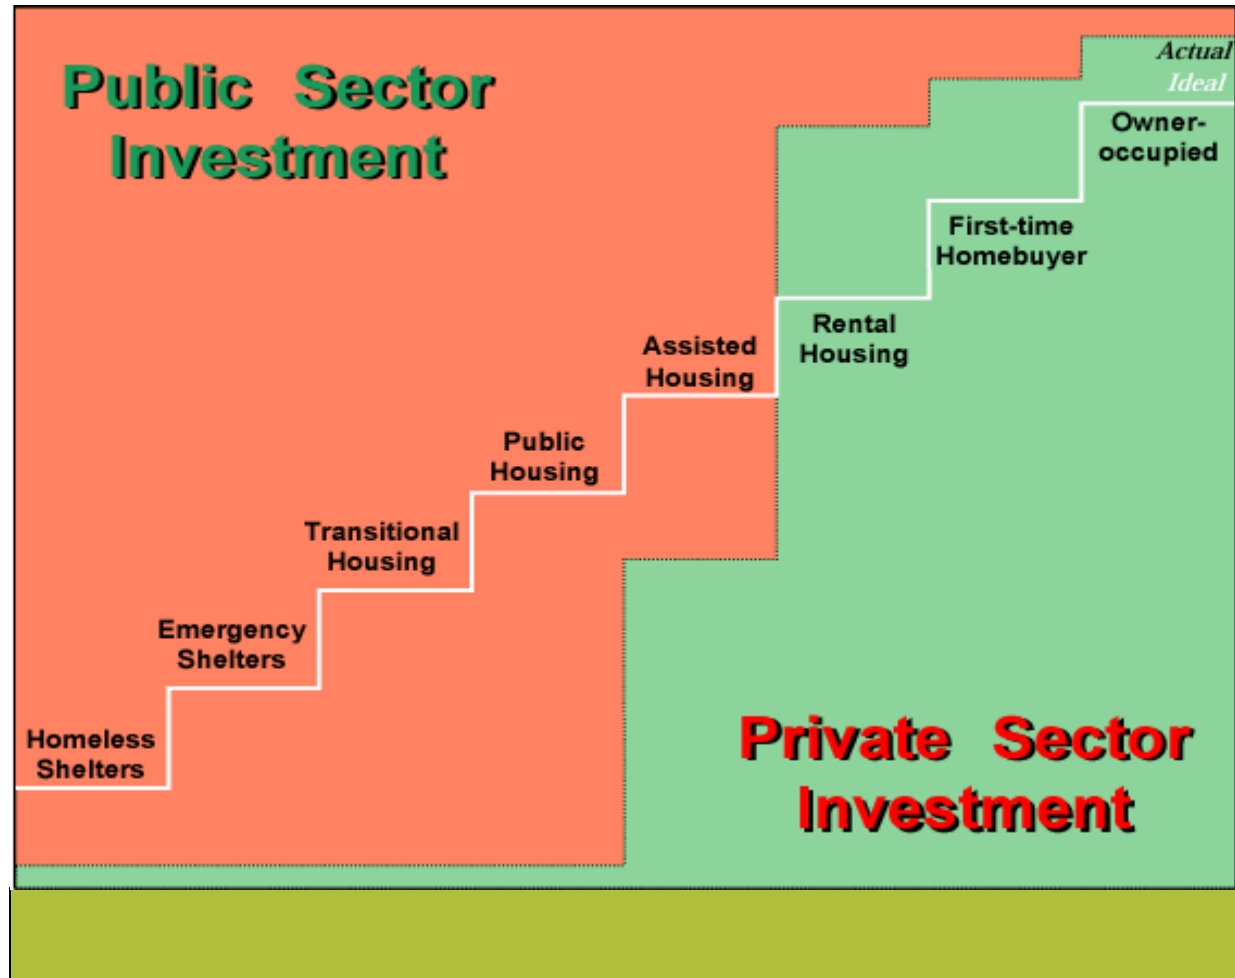 Public Sector
Investment
Actual
Ideal
Owner-
occupied
First-time
Homebuyer
Rental
Housing
Assisted
Housing
Public
Housing
Transitional
Housing
Emergency
Shelters
Homeless
Shelters
Private Sector
Investment